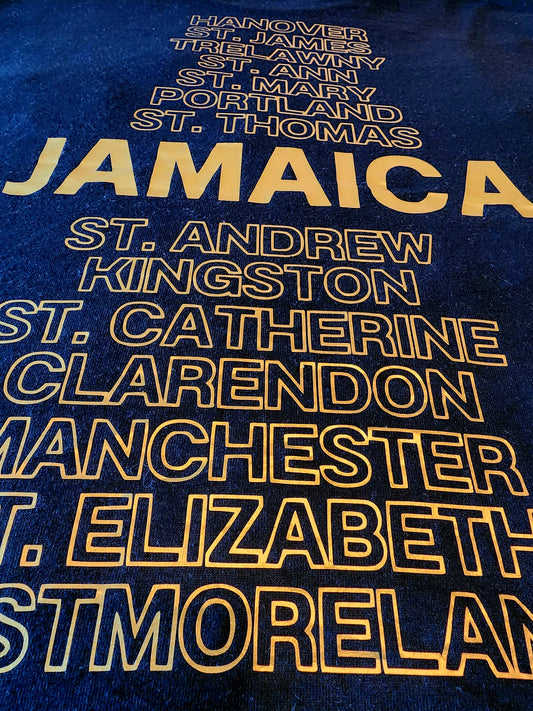 HANOVER
ST. JAMES
TRELAWNY
ST. ANN
ST. MARY
PORTLAND
ST. THOMAS
JAMAICA
ST. ANDREW
KINGSTON
ST. CATHERINE
CLARENDON
MANCHESTER
T. ELIZABETH
STMORELAN